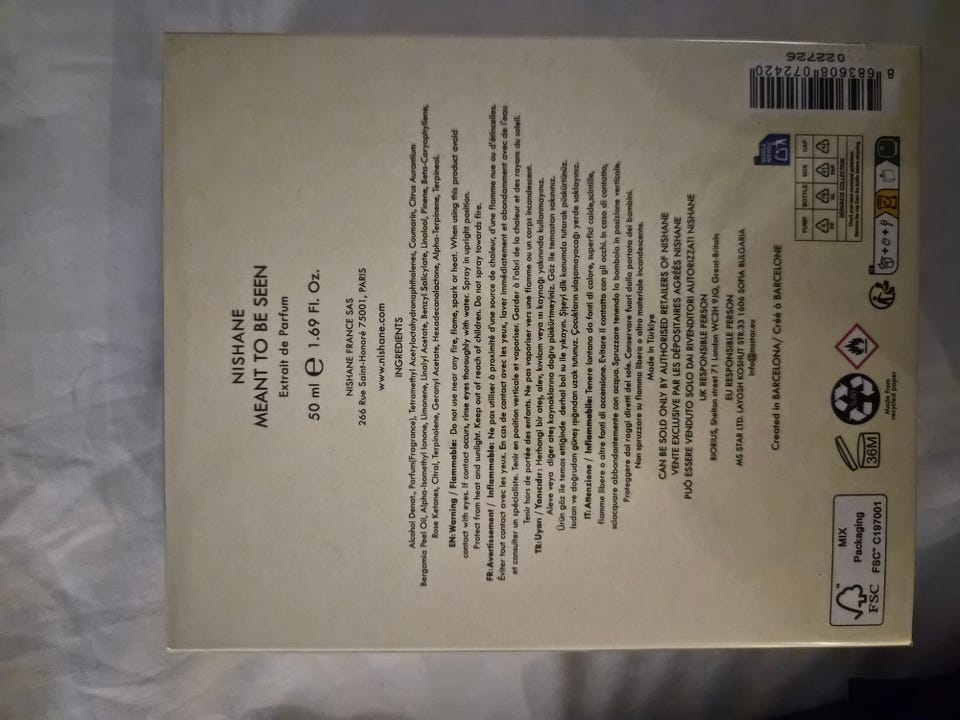 NISHANE
MEANT TO BE SEEN
Extrait de Parfum
50 ml e 1.69 Fl. Oz.
NISHANE FRANCE SAS
266 Rue Saint-Honoré 75001, PARIS
www.nishane.com
INGREDIENTS
Alcohol Denat., Parfum(Fragrance), Tetramethyl Acetyloctahydronaphthalenes, Coumarin, Citrus Aurantium
Bergamia Peel Oil, Alpha-Isomethyl Ionone, Limonene, Linalyl Acetate, Benzyl Salicylate, Linalool, Pinene, Beta-Caryophyllene,
Rose Ketones, Citral, Terpinolene, Geranyl Acetate, Hexadecanolactone, Alpha-Terpinene, Terpineol.
EN:Warning / Flammable: Do not use near any fire, flame, spark or heat. When using this product avoid
contact with eyes. If contact occurs, rinse eyes thoroughly with water. Spray in upright position.
Protect from heat and sunlight. Keep out of reach of children. Do not spray towards fire.
FR:Avertissement / Inflammable: Ne pas utiliser à proximité d'une source de chaleur, d'une flamme nue ou d'étincelles.
Éviter tout contact avec les yeux. En cas de contact avec les yeux, laver immédiatement et abondamment avec de l'eau
et consulter un spécialiste. Tenir en position verticale et vaporiser. Garder à l'abri de la chaleur et des rayons du soleil.
Tenir hors de portée des enfants. Ne pas vaporiser vers une flamme ou un corps incandescent.
TR:Uyarı / Yanıcıdır: Herhangi bir ateş, alev, kıvılcım veya ısı kaynağı yakınında kullanmayınız.
Aleve veya diğer ateş kaynaklarına doğru püskürtmeyiniz. Göz ile temastan sakınınız.
Ürün göz ile temas ettiğinde derhal bol su ile yıkayın. Şişeyi dik konumda tutarak püskürtünüz.
Isıdan ve doğrudan güneş ışığından uzak tutunuz. Çocukların ulaşamayacağı yerde saklayınız.
IT:Attenzione / Infiammabile: Tenere lontano da fonti di calore, superfici calde,scintille,
fiamme libere o altre fonti di accensione. Evitare il contatto con gli occhi. In caso di contatto,
sciacquare abbondantemente con acqua. Spruzzare tenendo la bombola in posizione verticale.
Proteggere dai raggi diretti del sole. Conservare fuori dalla portata dei bambini.
Non spruzzare su fiamma libera o altro materiale incandescente.
Made in Türkiye
CAN BE SOLD ONLY BY AUTHORISED RETAILERS OF NISHANE
VENTE EXCLUSIVE PAR LES DÉPOSITAIRES AGRÉÉS NISHANE
PUÒ ESSERE VENDUTO SOLO DAI RIVENDITORI AUTORIZZATI NISHANE
UK RESPONSIBLE PERSON
BIORIUS, Shelton street 71 London WC2H 9JQ, Great-Britain
EU RESPONSIBLE PERSON
MS STAR LTD. LAYOSH KOSHUT STR.33 1606 SOFIA BULGARIA
info@mastar.eu
Created in BARCELONA/ Créé à BARCELONE
FSC
MIX
Packaging
FSC™ C197001
36M
Made from
recycled paper
PUMP BOTTLE BOX CAP
SEPARATE COLLECTION
8 683608 072420
022726